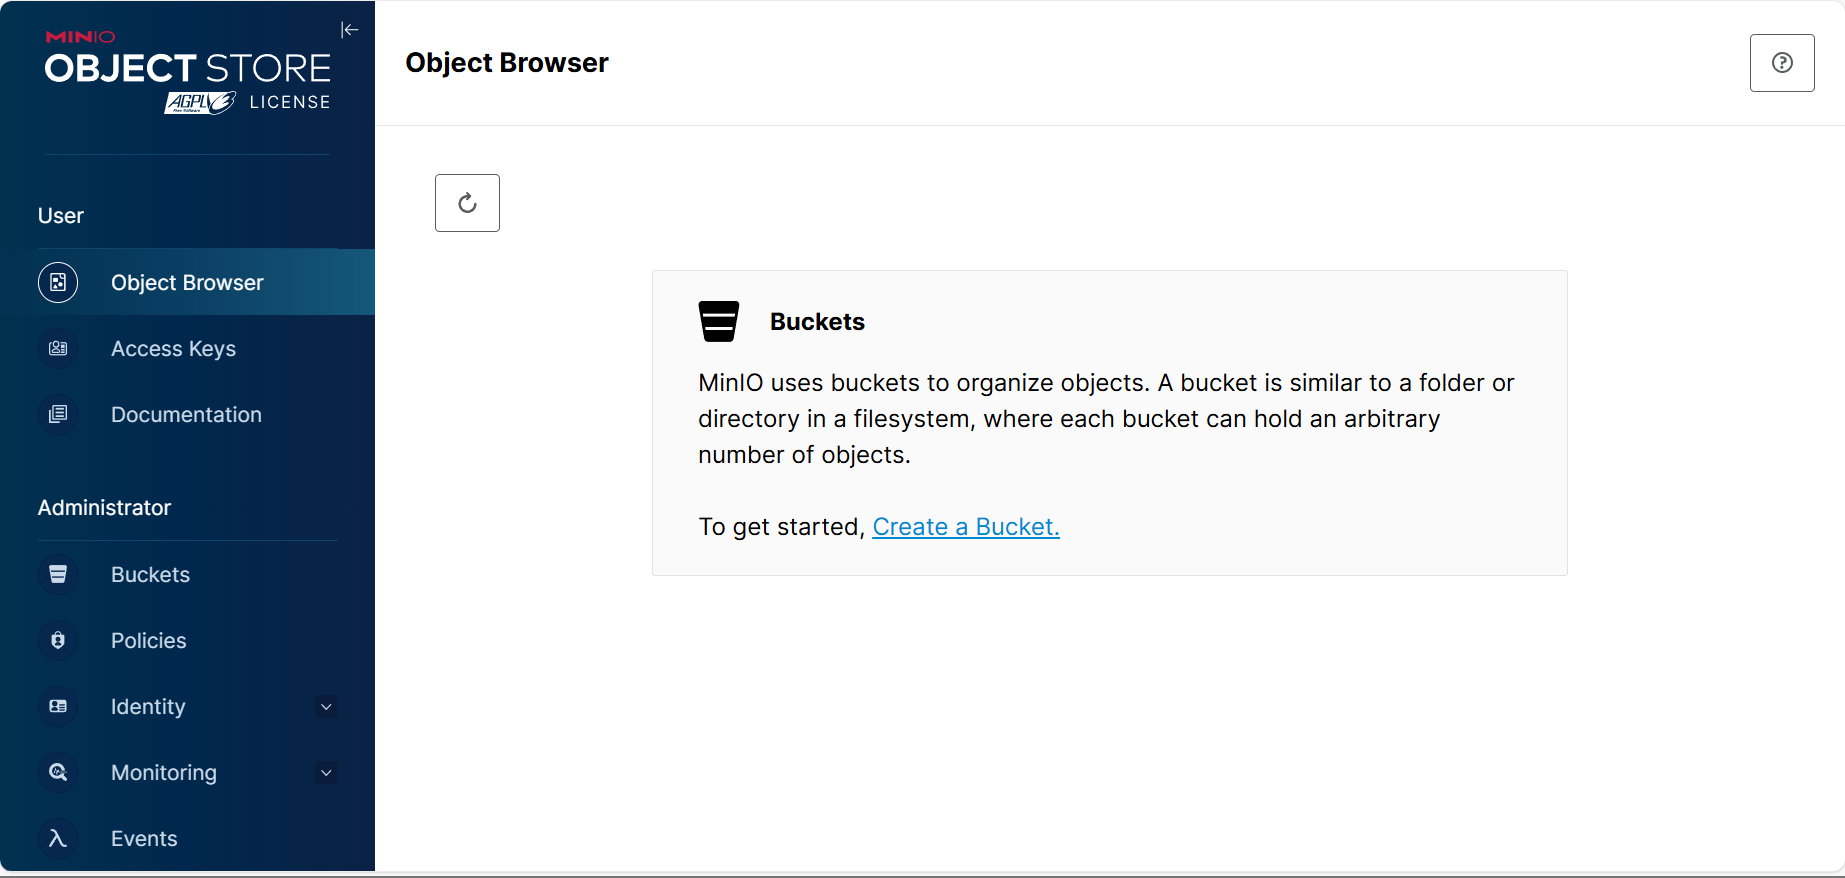 MINIO
OBJECT STORE
AGPLv3 LICENSE
Free Software
User
Object Browser
Access Keys
Documentation
Administrator
Buckets
Policies
Identity
Monitoring
Events
Object Browser
Buckets
MinIO uses buckets to organize objects. A bucket is similar to a folder or
directory in a filesystem, where each bucket can hold an arbitrary
number of objects.
To get started, Create a Bucket.